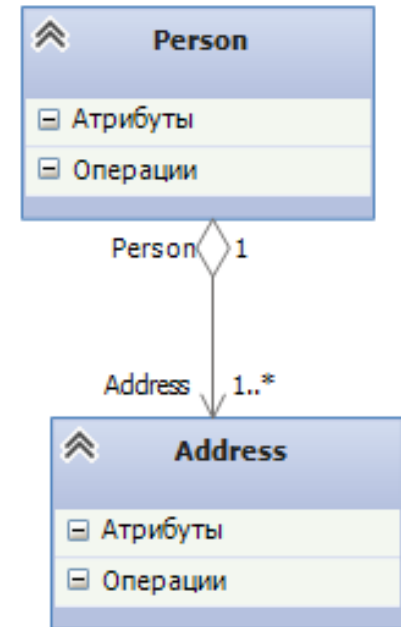 Person
Атрибуты
Операции
Person 1
Address 1..*
Address
Атрибуты
Операции